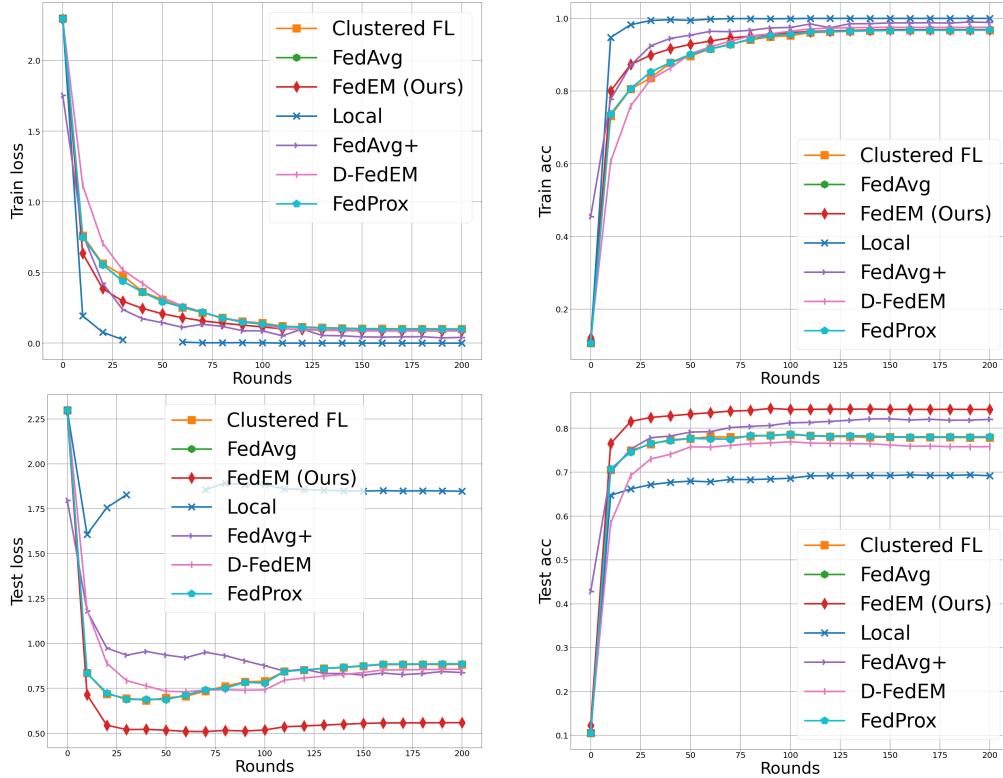 2.0
1.5
1.0
0.5
0.0
Train loss
0
25
50
75
100
125
150
175
200
Rounds
Clustered FL
FedAvg
FedEM (Ours)
Local
FedAvg+
D-FedEM
FedProx
1.0
0.8
0.6
0.4
0.2
Train acc
0
25
50
75
100
125
150
175
200
Rounds
Clustered FL
FedAvg
FedEM (Ours)
Local
FedAvg+
D-FedEM
FedProx
2.25
2.00
1.75
1.50
1.25
1.00
0.75
0.50
Test loss
0
25
50
75
100
125
150
175
200
Rounds
Clustered FL
FedAvg
FedEM (Ours)
Local
FedAvg+
D-FedEM
FedProx
0.8
0.7
0.6
0.5
0.4
0.3
0.2
0.1
Test acc
0
25
50
75
100
125
150
175
200
Rounds
Clustered FL
FedAvg
FedEM (Ours)
Local
FedAvg+
D-FedEM
FedProx